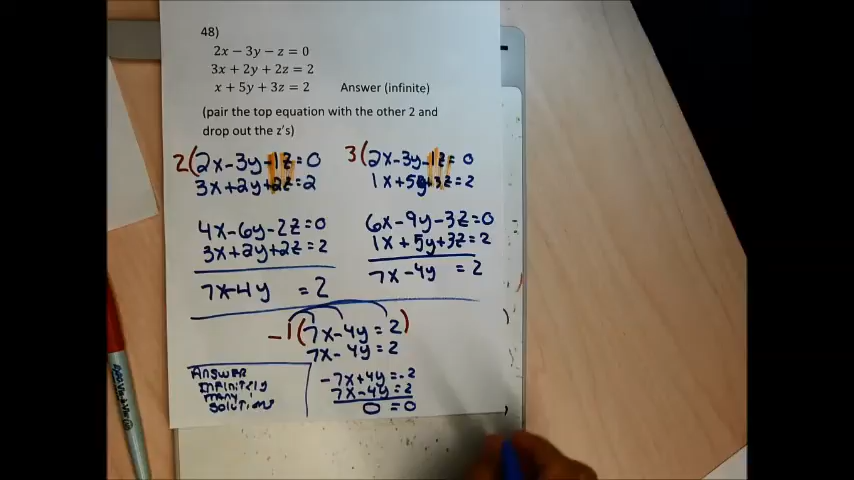 48)
2x − 3y − z = 0
3x + 2y + 2z = 2
x + 5y + 3z = 2 Answer (infinite)
(pair the top equation with the other 2 and
drop out the z's)
2(2x-3y-1z=0
3x+2y+2z=2
4x-6y-2z=0
3x+2y+2z=2
7x-4y =2
3(2x-3y-1z=0
1x+5y+3z=2
6x-9y-3z=0
1x+5y+3z=2
7x-4y =2
-1(7x-4y=2)
7x-4y=2
-7x+4y=-2
7x-4y=2
0 =0
ANSWER
INFINITELY
MANY
SOLUTIONS